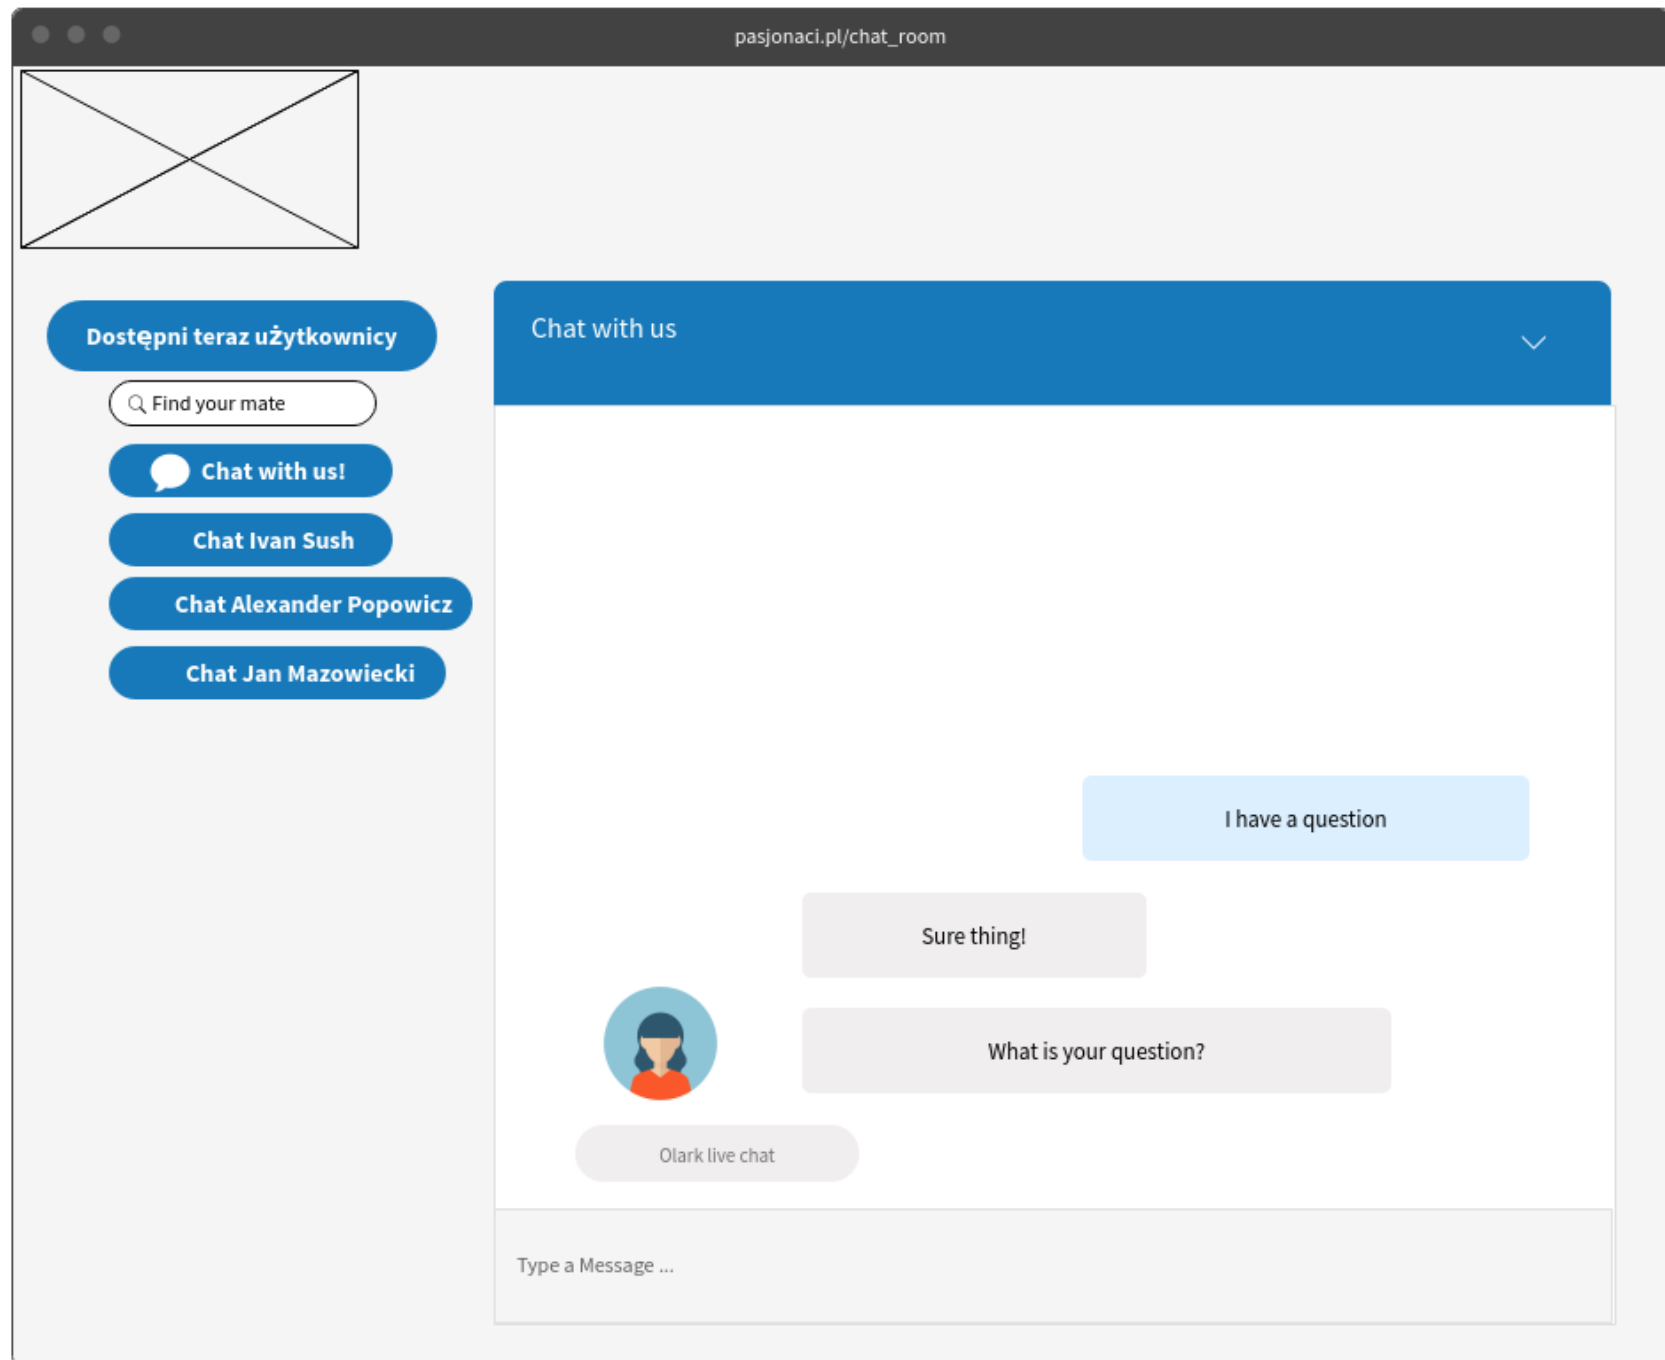 pasjonaci.pl/chat_room
Dostępni teraz użytkownicy
Find your mate
Chat with us!
Chat Ivan Sush
Chat Alexander Popowicz
Chat Jan Mazowiecki
Chat with us
I have a question
Sure thing!
What is your question?
Olark live chat
Type a Message ...